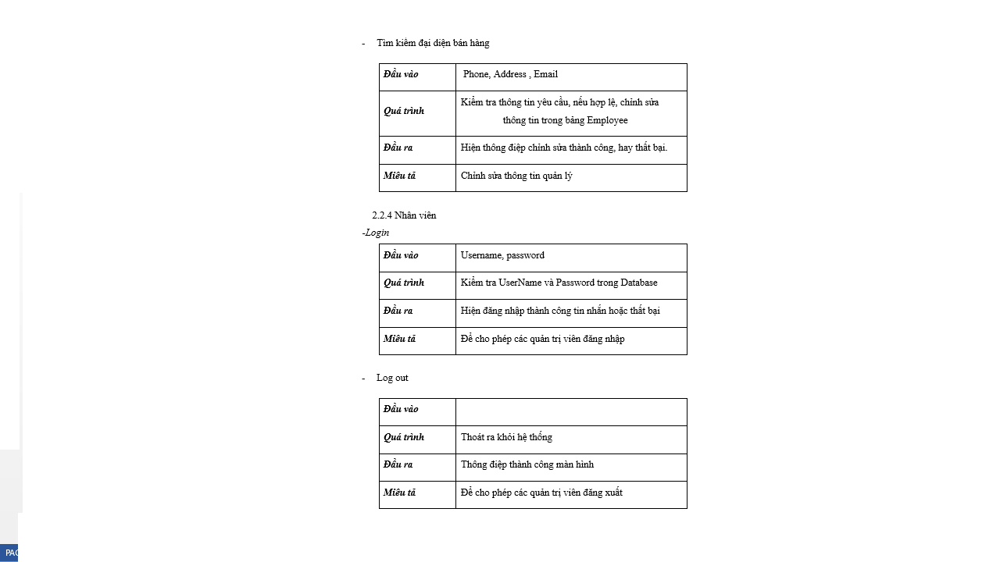 - Tìm kiếm đại diện bán hàng
Đầu vào Phone, Address , Email
Quá trình Kiểm tra thông tin yêu cầu, nếu hợp lệ, chỉnh sửa
thông tin trong bảng Employee
Đầu ra Hiện thông điệp chỉnh sửa thành công, hay thất bại.
Miêu tả Chỉnh sửa thông tin quản lý
2.2.4 Nhân viên
-Login
Đầu vào Username, password
Quá trình Kiểm tra UserName và Password trong Database
Đầu ra Hiện đăng nhập thành công tin nhắn hoặc thất bại
Miêu tả Để cho phép các quản trị viên đăng nhập
- Log out
Đầu vào
Quá trình Thoát ra khỏi hệ thống
Đầu ra Thông điệp thành công màn hình
Miêu tả Để cho phép các quản trị viên đăng xuất